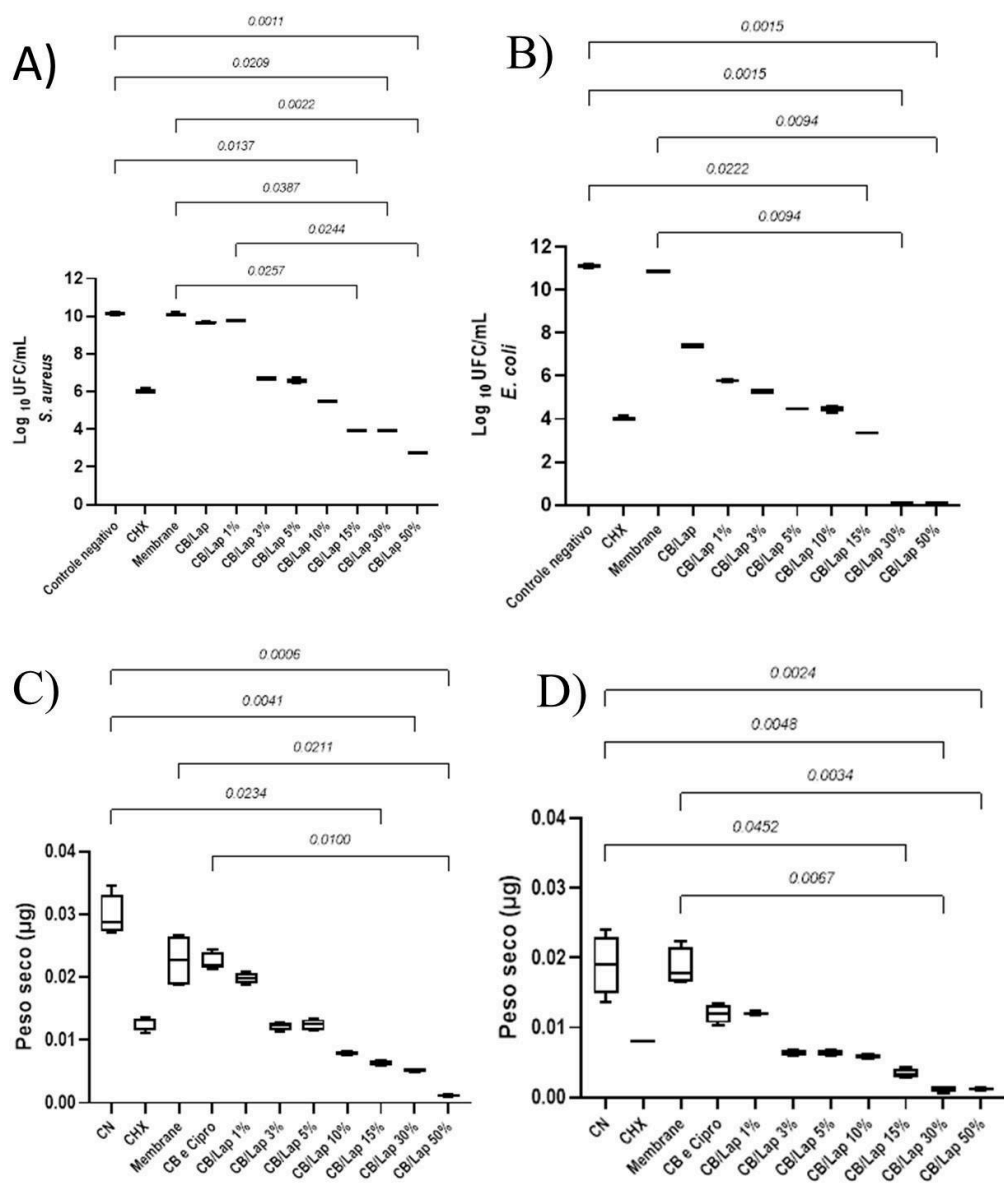 A)
0.0011
0.0209
0.0022
0.0137
0.0387
0.0244
0.0257
Log 10 UFC/mL
S. aureus
12
10
8
6
4
2
0
Controle negativo
CHX
Membrane
CB/Lap
CB/Lap 1%
CB/Lap 3%
CB/Lap 5%
CB/Lap 10%
CB/Lap 15%
CB/Lap 30%
CB/Lap 50%
B)
0.0015
0.0015
0.0094
0.0222
0.0094
Log 10 UFC/mL
E. coli
12
10
8
6
4
2
0
Controle negativo
CHX
Membrane
CB/Lap
CB/Lap 1%
CB/Lap 3%
CB/Lap 5%
CB/Lap 10%
CB/Lap 15%
CB/Lap 30%
CB/Lap 50%
C)
0.0006
0.0041
0.0211
0.0234
0.0100
Peso seco (µg)
0.04
0.03
0.02
0.01
0.00
CN
CHX
Membrane
CB e Cipro
CB/Lap 1%
CB/Lap 3%
CB/Lap 5%
CB/Lap 10%
CB/Lap 15%
CB/Lap 30%
CB/Lap 50%
D)
0.0024
0.0048
0.0034
0.0452
0.0067
Peso seco (µg)
0.04
0.03
0.02
0.01
0.00
CN
CHX
Membrane
CB e Cipro
CB/Lap 1%
CB/Lap 3%
CB/Lap 5%
CB/Lap 10%
CB/Lap 15%
CB/Lap 30%
CB/Lap 50%